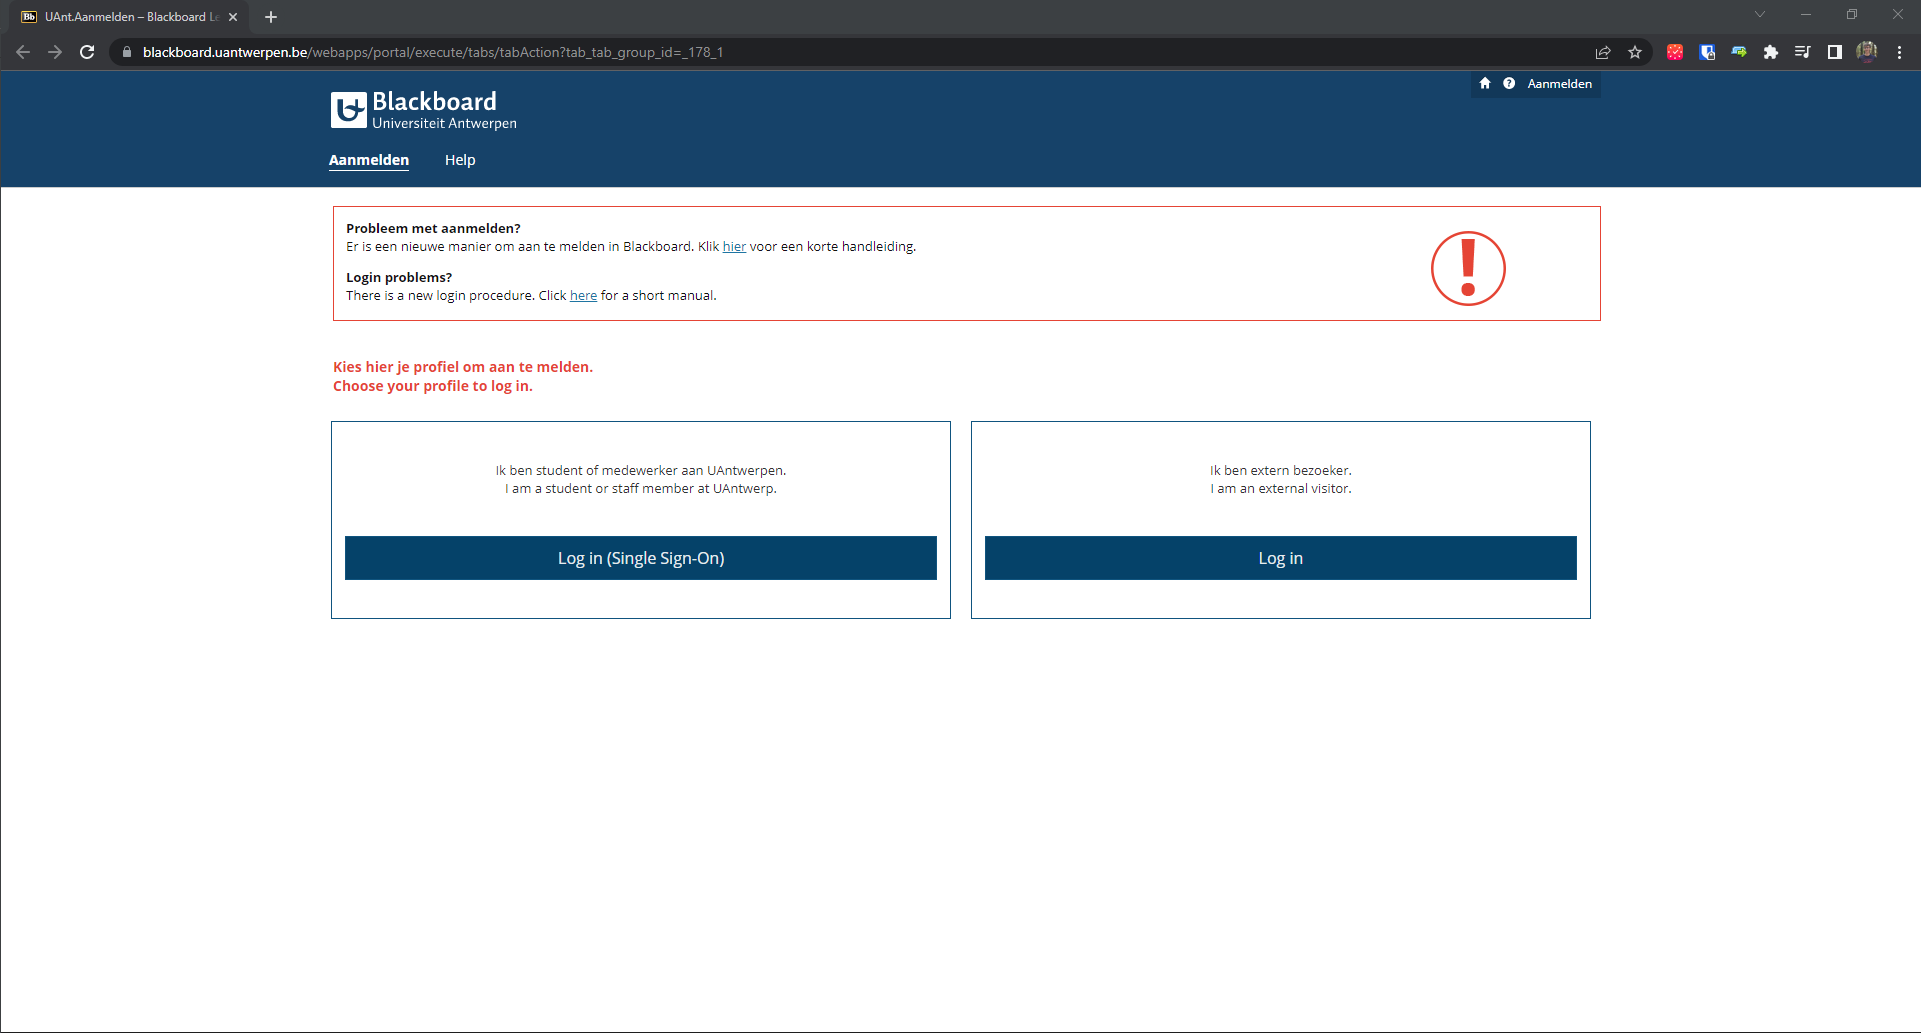 UAnt.Aanmelden – Blackboard Le
blackboard.uantwerpen.be/webapps/portal/execute/tabs/tabAction?tab_tab_group_id=_178_1
Aanmelden
Blackboard
Universiteit Antwerpen
Aanmelden Help
Probleem met aanmelden?
Er is een nieuwe manier om aan te melden in Blackboard. Klik hier voor een korte handleiding.
Login problems?
There is a new login procedure. Click here for a short manual.
Kies hier je profiel om aan te melden.
Choose your profile to log in.
Ik ben student of medewerker aan UAntwerpen.
I am a student or staff member at UAntwerp.
Log in (Single Sign-On)
Ik ben extern bezoeker.
I am an external visitor.
Log in